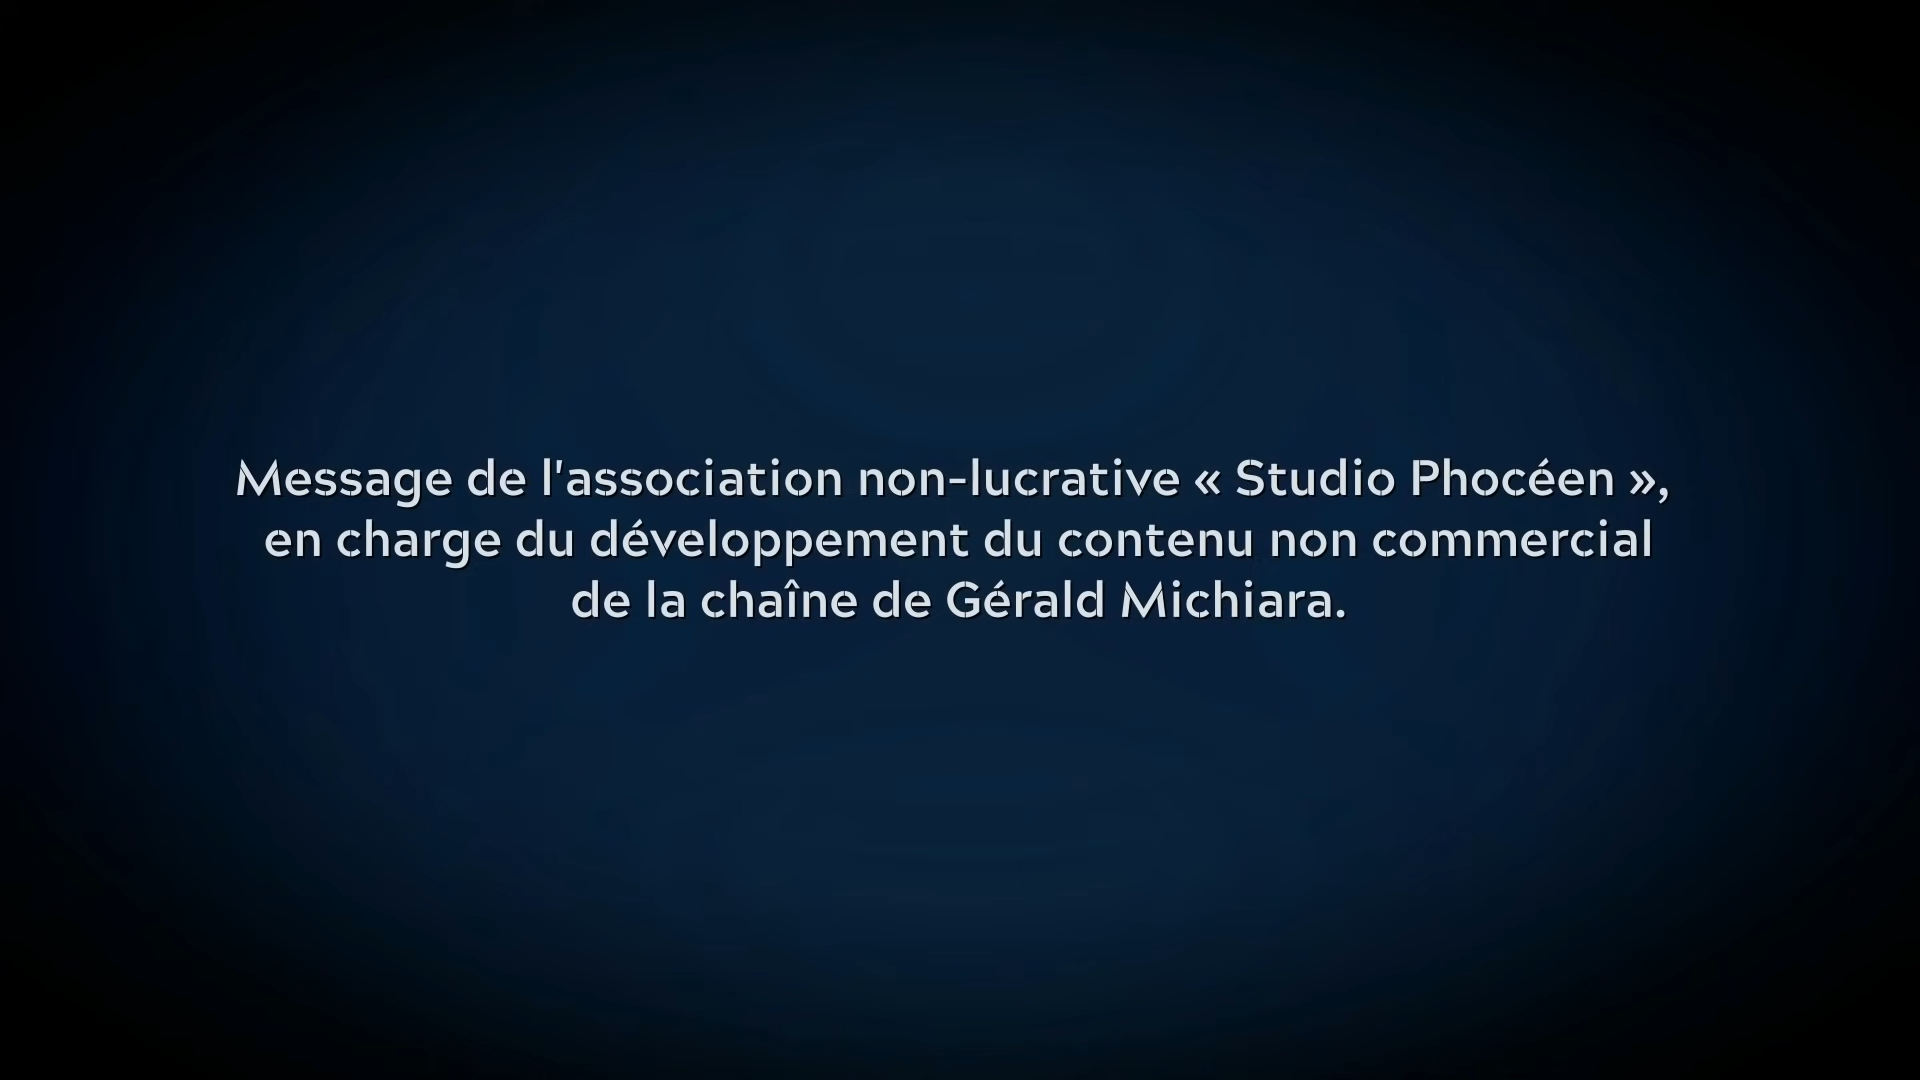 Message de l'association non-lucrative « Studio Phocéen »,
en charge du développement du contenu non commercial
de la chaîne de Gérald Michiara.